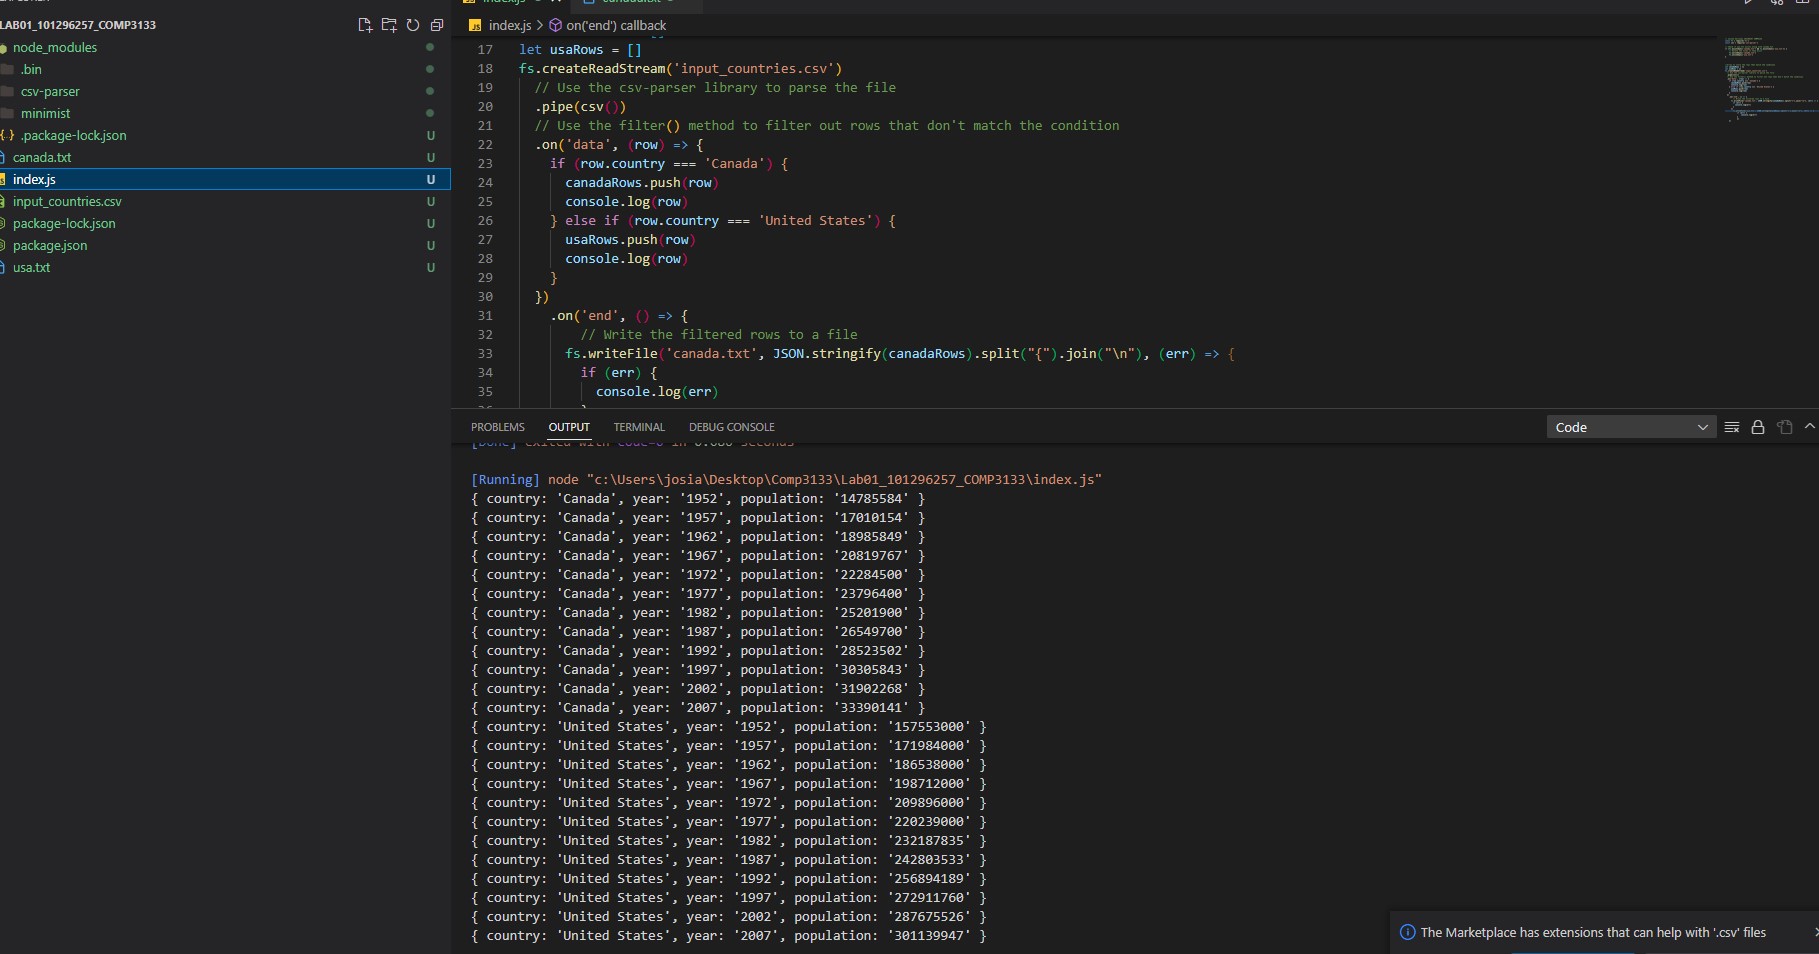 LAB01_101296257_COMP3133
node_modules
.bin
csv-parser
minimist
{ } .package-lock.json U
canada.txt U
index.js U
input_countries.csv U
package-lock.json U
package.json U
usa.txt U
index.js
JS index.js > on('end') callback
17 let usaRows = []
18 fs.createReadStream('input_countries.csv')
19 // Use the csv-parser library to parse the file
20 .pipe(csv())
21 // Use the filter() method to filter out rows that don't match the condition
22 .on('data', (row) => {
23 if (row.country === 'Canada') {
24 canadaRows.push(row)
25 console.log(row)
26 } else if (row.country === 'United States') {
27 usaRows.push(row)
28 console.log(row)
29 }
30 })
31 .on('end', () => {
32 // Write the filtered rows to a file
33 fs.writeFile('canada.txt', JSON.stringify(canadaRows).split("{").join("\n"), (err) => {
34 if (err) {
35 console.log(err)
PROBLEMS OUTPUT TERMINAL DEBUG CONSOLE Code
[Done] exited with code=0 in seconds
[Running] node "c:\Users\josia\Desktop\Comp3133\Lab01_101296257_COMP3133\index.js"
{ country: 'Canada', year: '1952', population: '14785584' }
{ country: 'Canada', year: '1957', population: '17010154' }
{ country: 'Canada', year: '1962', population: '18985849' }
{ country: 'Canada', year: '1967', population: '20819767' }
{ country: 'Canada', year: '1972', population: '22284500' }
{ country: 'Canada', year: '1977', population: '23796400' }
{ country: 'Canada', year: '1982', population: '25201900' }
{ country: 'Canada', year: '1987', population: '26549700' }
{ country: 'Canada', year: '1992', population: '28523502' }
{ country: 'Canada', year: '1997', population: '30305843' }
{ country: 'Canada', year: '2002', population: '31902268' }
{ country: 'Canada', year: '2007', population: '33390141' }
{ country: 'United States', year: '1952', population: '157553000' }
{ country: 'United States', year: '1957', population: '171984000' }
{ country: 'United States', year: '1962', population: '186538000' }
{ country: 'United States', year: '1967', population: '198712000' }
{ country: 'United States', year: '1972', population: '209896000' }
{ country: 'United States', year: '1977', population: '220239000' }
{ country: 'United States', year: '1982', population: '232187835' }
{ country: 'United States', year: '1987', population: '242803533' }
{ country: 'United States', year: '1992', population: '256894189' }
{ country: 'United States', year: '1997', population: '272911760' }
{ country: 'United States', year: '2002', population: '287675526' }
{ country: 'United States', year: '2007', population: '301139947' }
The Marketplace has extensions that can help with '.csv' files